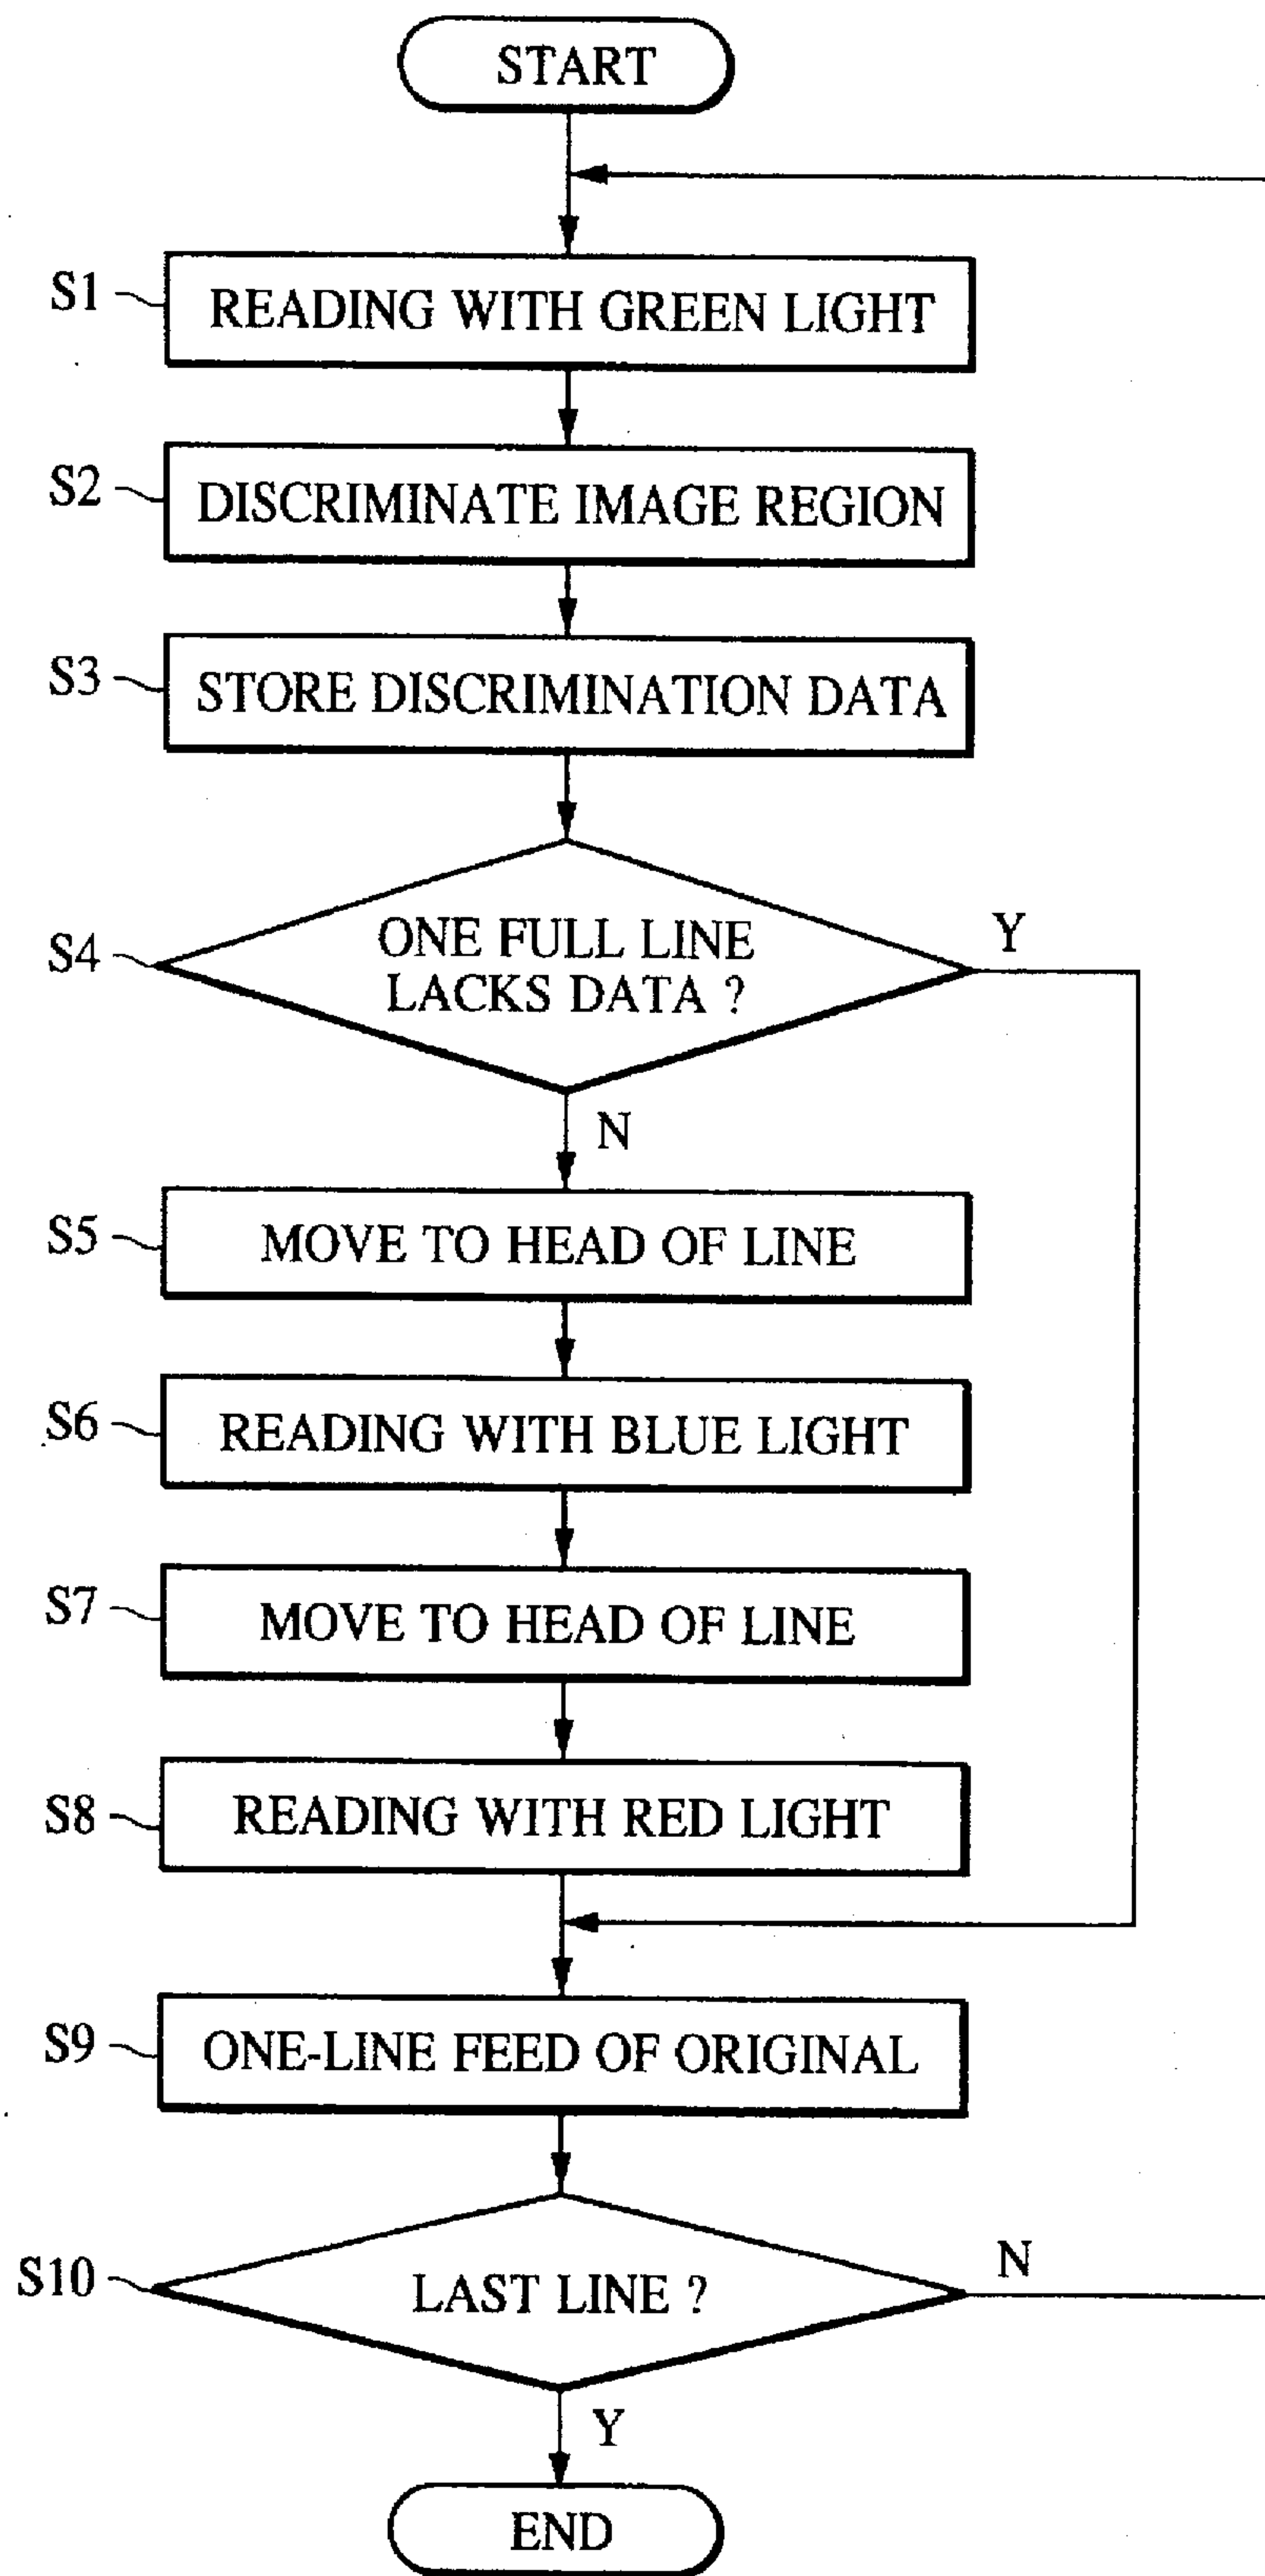 START
S1 READING WITH GREEN LIGHT
S2 DISCRIMINATE IMAGE REGION
S3 STORE DISCRIMINATION DATA
S4 ONE FULL LINE
LACKS DATA ?
Y
N
S5 MOVE TO HEAD OF LINE
S6 READING WITH BLUE LIGHT
S7 MOVE TO HEAD OF LINE
S8 READING WITH RED LIGHT
S9 ONE-LINE FEED OF ORIGINAL
S10 LAST LINE ?
N
Y
END